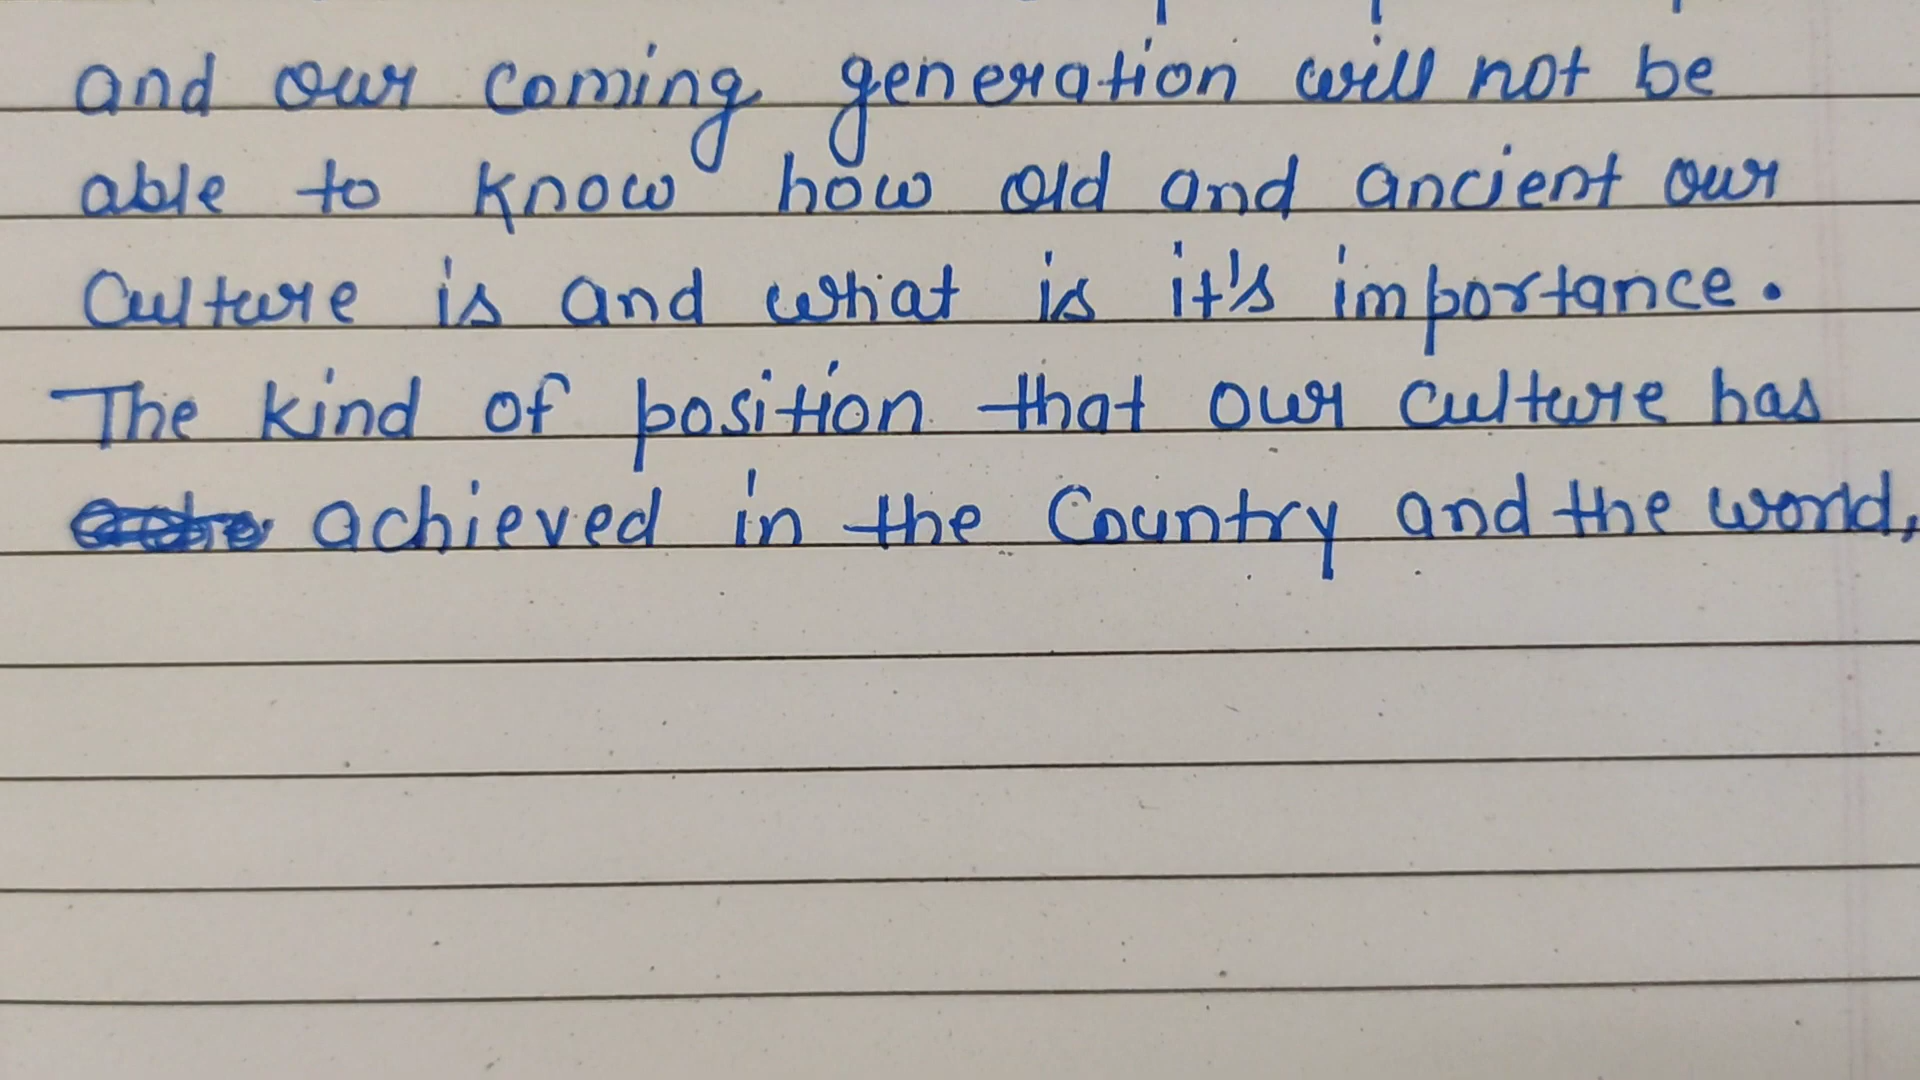 and our coming generation will not be
able to know how old and ancient our
Culture is and what is it's importance.
The kind of position that our culture has
achieved in the Country and the world,